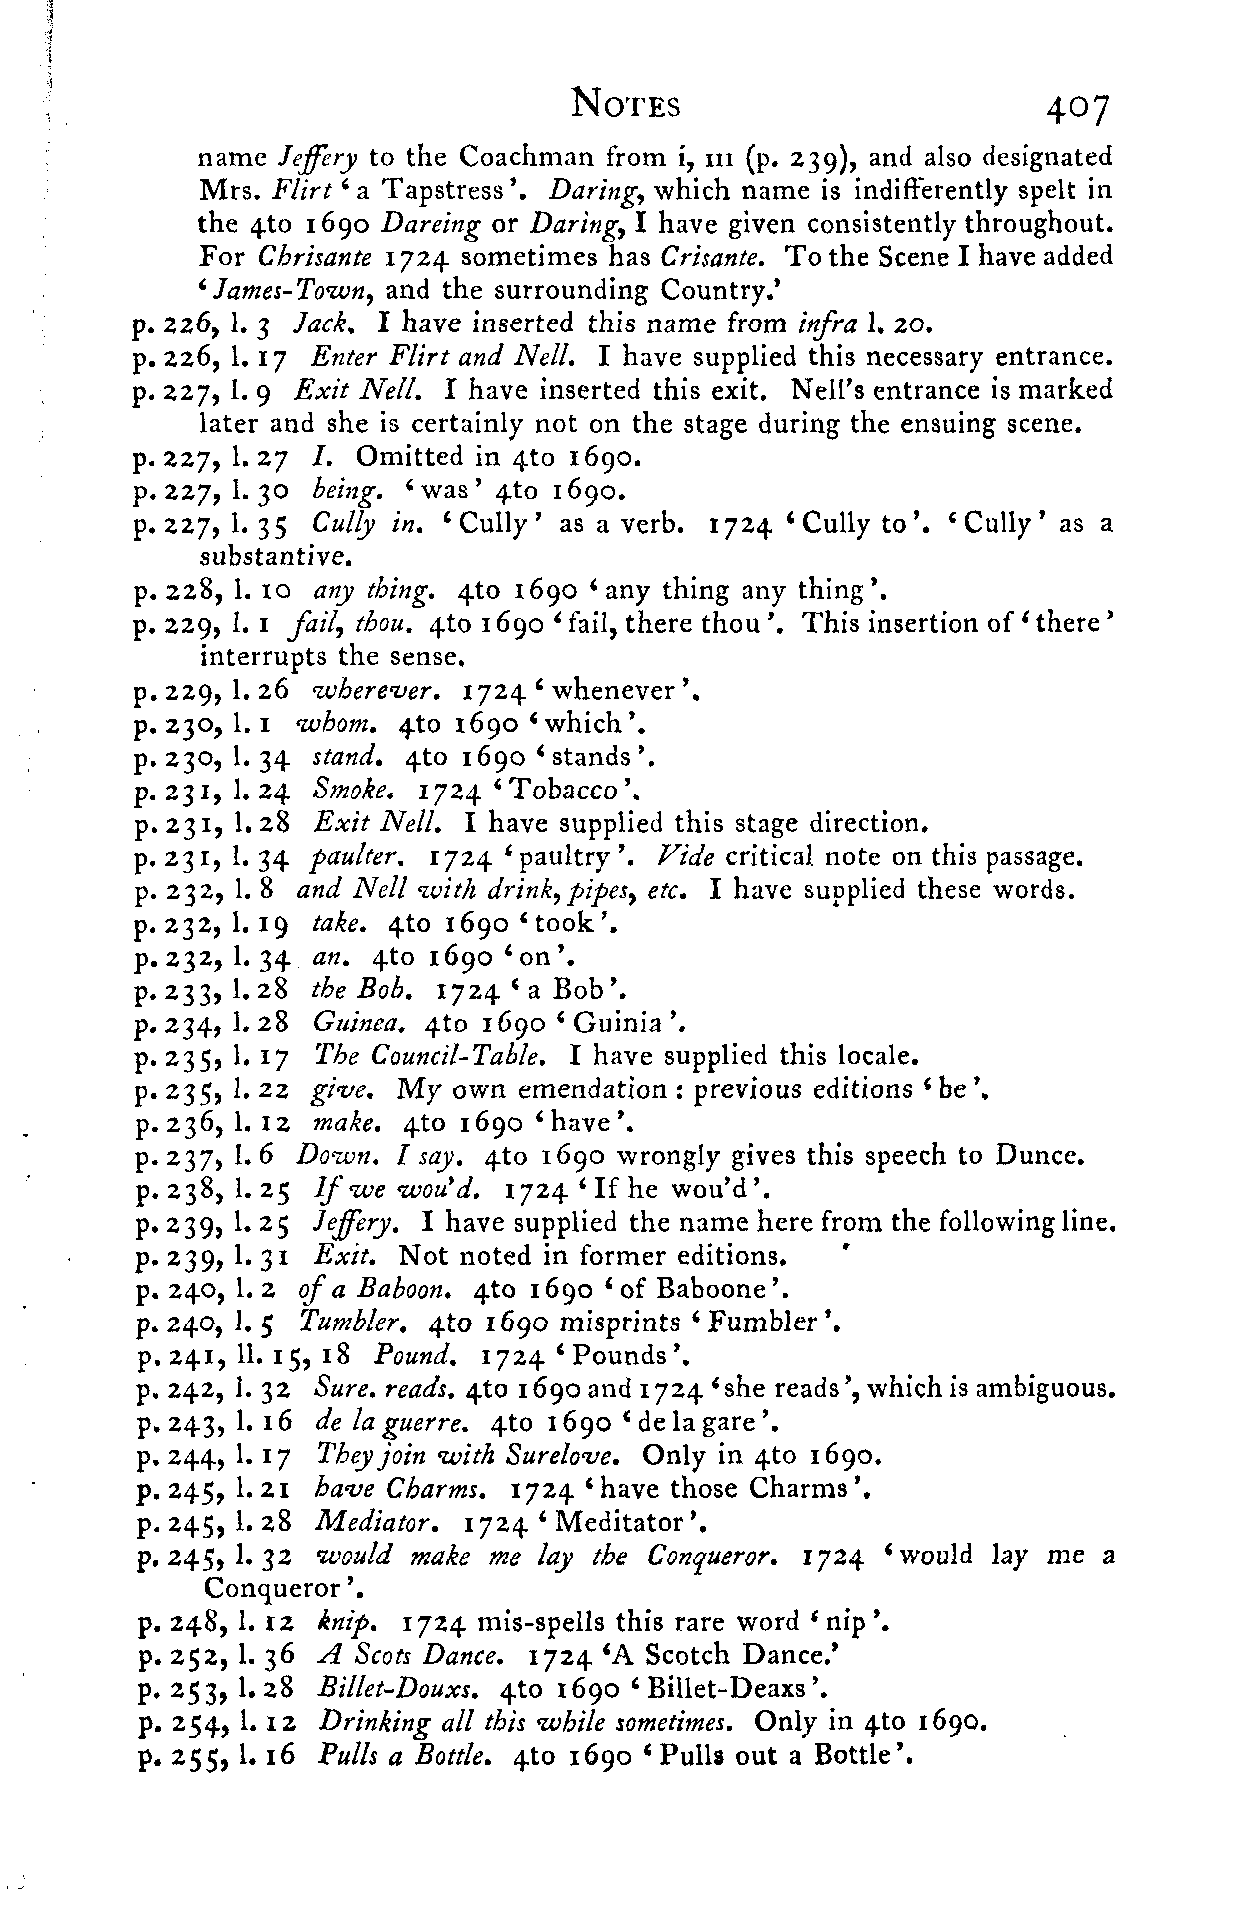 NOTES 407
name Jeffery to the Coachman from i, III (p. 239), and also designated
Mrs. Flirt ‘a Tapstress’. Daring, which name is indifferently spelt in
the 4to 1690 Dareing or Daring, I have given consistently throughout.
For Chrisante 1724 sometimes has Crisante. To the Scene I have added
‘James-Town, and the surrounding Country.’
p. 226, l. 3 Jack. I have inserted this name from infra l. 20.
p. 226, l. 17 Enter Flirt and Nell. I have supplied this necessary entrance.
p. 227, l. 9 Exit Nell. I have inserted this exit. Nell's entrance is marked
later and she is certainly not on the stage during the ensuing scene.
p. 227, l. 27 I. Omitted in 4to 1690.
p. 227, l. 30 being. ‘was’ 4to 1690.
p. 227, l. 35 Cully in. ‘Cully’ as a verb. 1724 ‘Cully to’. ‘Cully’ as a
substantive.
p. 228, l. 10 any thing. 4to 1690 ‘any thing any thing’.
p. 229, l. 1 fail, thou. 4to 1690 ‘fail, there thou’. This insertion of ‘there’
interrupts the sense.
p. 229, l. 26 wherever. 1724 ‘whenever’.
p. 230, l. 1 whom. 4to 1690 ‘which’.
p. 230, l. 34 stand. 4to 1690 ‘stands’.
p. 231, l. 24 Smoke. 1724 ‘Tobacco’.
p. 231, l. 28 Exit Nell. I have supplied this stage direction.
p. 231, l. 34 paulter. 1724 ‘paultry’. Vide critical note on this passage.
p. 232, l. 8 and Nell with drink, pipes, etc. I have supplied these words.
p. 232, l. 19 take. 4to 1690 ‘took’.
p. 232, l. 34 an. 4to 1690 ‘on’.
p. 233, l. 28 the Bob. 1724 ‘a Bob’.
p. 234, l. 28 Guinea. 4to 1690 ‘Guinia’.
p. 235, l. 17 The Council-Table. I have supplied this locale.
p. 235, l. 22 give. My own emendation : previous editions ‘be’.
p. 236, l. 12 make. 4to 1690 ‘have’.
p. 237, l. 6 Down. I say. 4to 1690 wrongly gives this speech to Dunce.
p. 238, l. 25 If we wou'd. 1724 ‘If he wou'd’.
p. 239, l. 25 Jeffery. I have supplied the name here from the following line.
p. 239, l. 31 Exit. Not noted in former editions.
p. 240, l. 2 of a Baboon. 4to 1690 ‘of Baboone’.
p. 240, l. 5 Tumbler. 4to 1690 misprints ‘Fumbler’.
p. 241, ll. 15, 18 Pound. 1724 ‘Pounds’.
p. 242, l. 32 Sure. reads. 4to 1690 and 1724 ‘she reads’, which is ambiguous.
p. 243, l. 16 de la guerre. 4to 1690 ‘de la gare’.
p. 244, l. 17 They join with Surelove. Only in 4to 1690.
p. 245, l. 21 have Charms. 1724 ‘have those Charms’.
p. 245, l. 28 Mediator. 1724 ‘Meditator’.
p. 245, l. 32 would make me lay the Conqueror. 1724 ‘would lay me a
Conqueror’.
p. 248, l. 12 knip. 1724 mis-spells this rare word ‘nip’.
p. 252, l. 36 A Scots Dance. 1724 ‘A Scotch Dance.’
p. 253, l. 28 Billet-Douxs. 4to 1690 ‘Billet-Deaxs’.
p. 254, l. 12 Drinking all this while sometimes. Only in 4to 1690.
p. 255, l. 16 Pulls a Bottle. 4to 1690 ‘Pulls out a Bottle’.